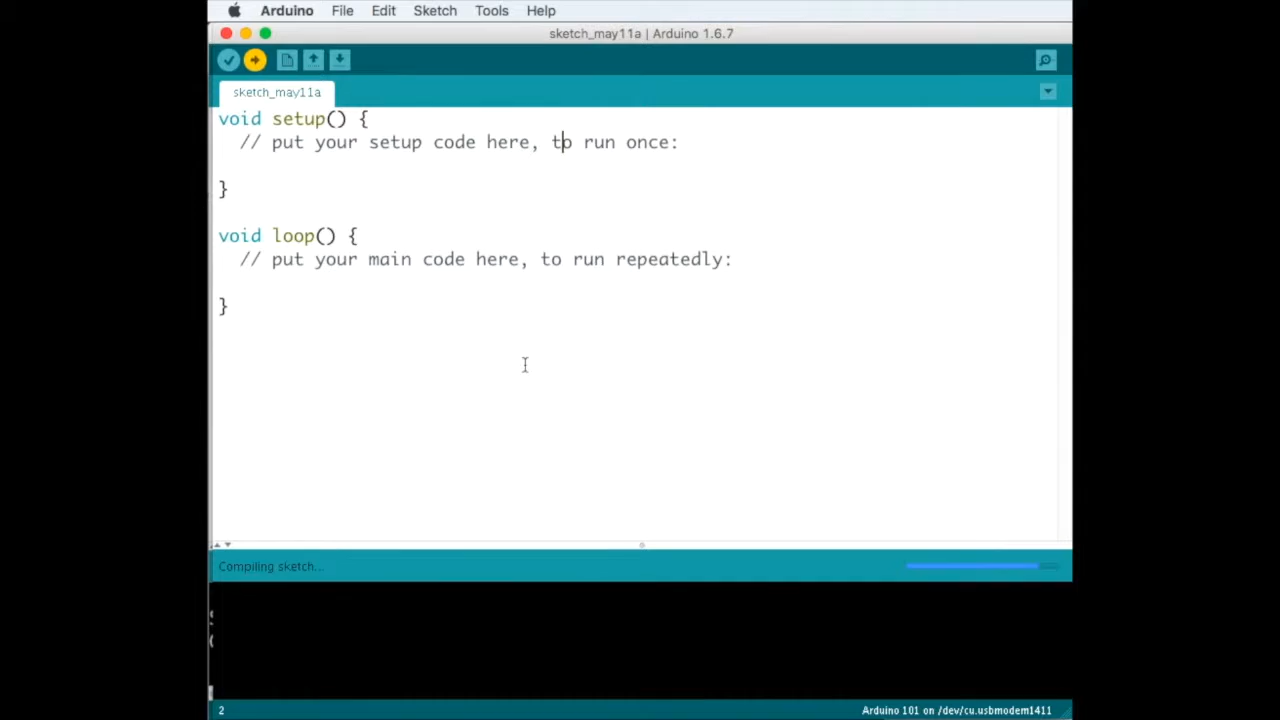 Arduino File Edit Sketch Tools Help
sketch_may11a | Arduino 1.6.7
sketch_may11a
void setup() {
// put your setup code here, to run once:
}
void loop() {
// put your main code here, to run repeatedly:
}
Compiling sketch...
2 Arduino 101 on /dev/cu.usbmodem1411